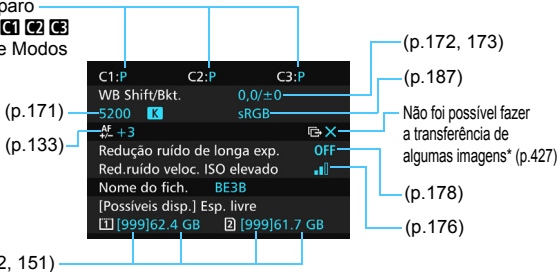 paro
C1 C2 C3
e Modos
C1:P C2:P C3:P
(p.172, 173)
WB Shift/Bkt. 0,0/±0
(p.187)
(p.171)
5200 K sRGB
(p.133)
AF +/- +3
Não foi possível fazer
a transferência de
algumas imagens* (p.427)
Redução ruído de longa exp. OFF
Red.ruído veloc. ISO elevado
(p.178)
Nome do fich. BE3B
[Possíveis disp.] Esp. livre
(p.176)
1 [999]62.4 GB 2 [999]61.7 GB
2, 151)